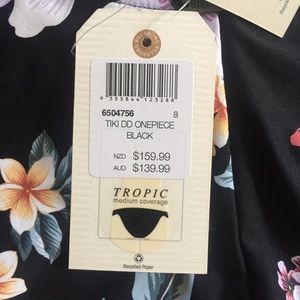 9 355844 123288
6504756 8
TIKI DD ONEPIECE
BLACK
NZD $159.99
AUD $139.99
TROPIC
medium coverage
Recycled Paper